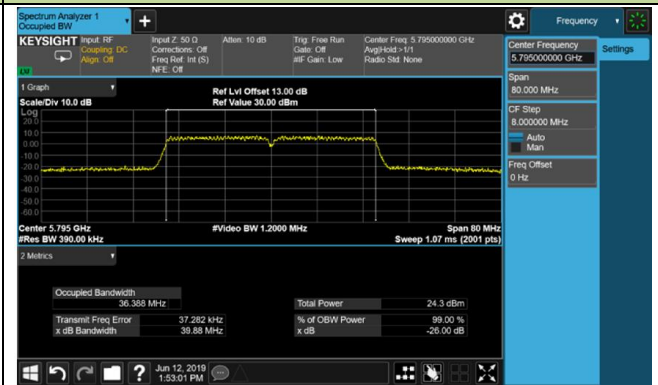 Spectrum Analyzer 1
Occupied BW
Frequency
KEYSIGHT
Input: RF
Coupling: DC
Align: Off
Input Z: 50 Ω
Corrections: Off
Freq Ref: Int (S)
NFE: Off
Atten: 10 dB
Trig: Free Run
Gate: Off
#IF Gain: Low
Center Freq: 5.795000000 GHz
Avg|Hold:>1/1
Radio Std: None
Center Frequency
5.795000000 GHz
Settings
Span
80.000 MHz
CF Step
8.000000 MHz
Auto
Man
Freq Offset
0 Hz
1 Graph
Scale/Div 10.0 dB
Ref Lvl Offset 13.00 dB
Ref Value 30.00 dBm
Log
20.0
10.0
0.00
-10.0
-20.0
-30.0
-40.0
-50.0
-60.0
Center 5.795 GHz
#Video BW 1.2000 MHz
Span 80 MHz
#Res BW 390.00 kHz
Sweep 1.07 ms (2001 pts)
2 Metrics
Occupied Bandwidth
36.388 MHz
Total Power
24.3 dBm
Transmit Freq Error
37.282 kHz
% of OBW Power
99.00 %
x dB Bandwidth
39.88 MHz
x dB
-26.00 dB
Jun 12, 2019
1:53:01 PM